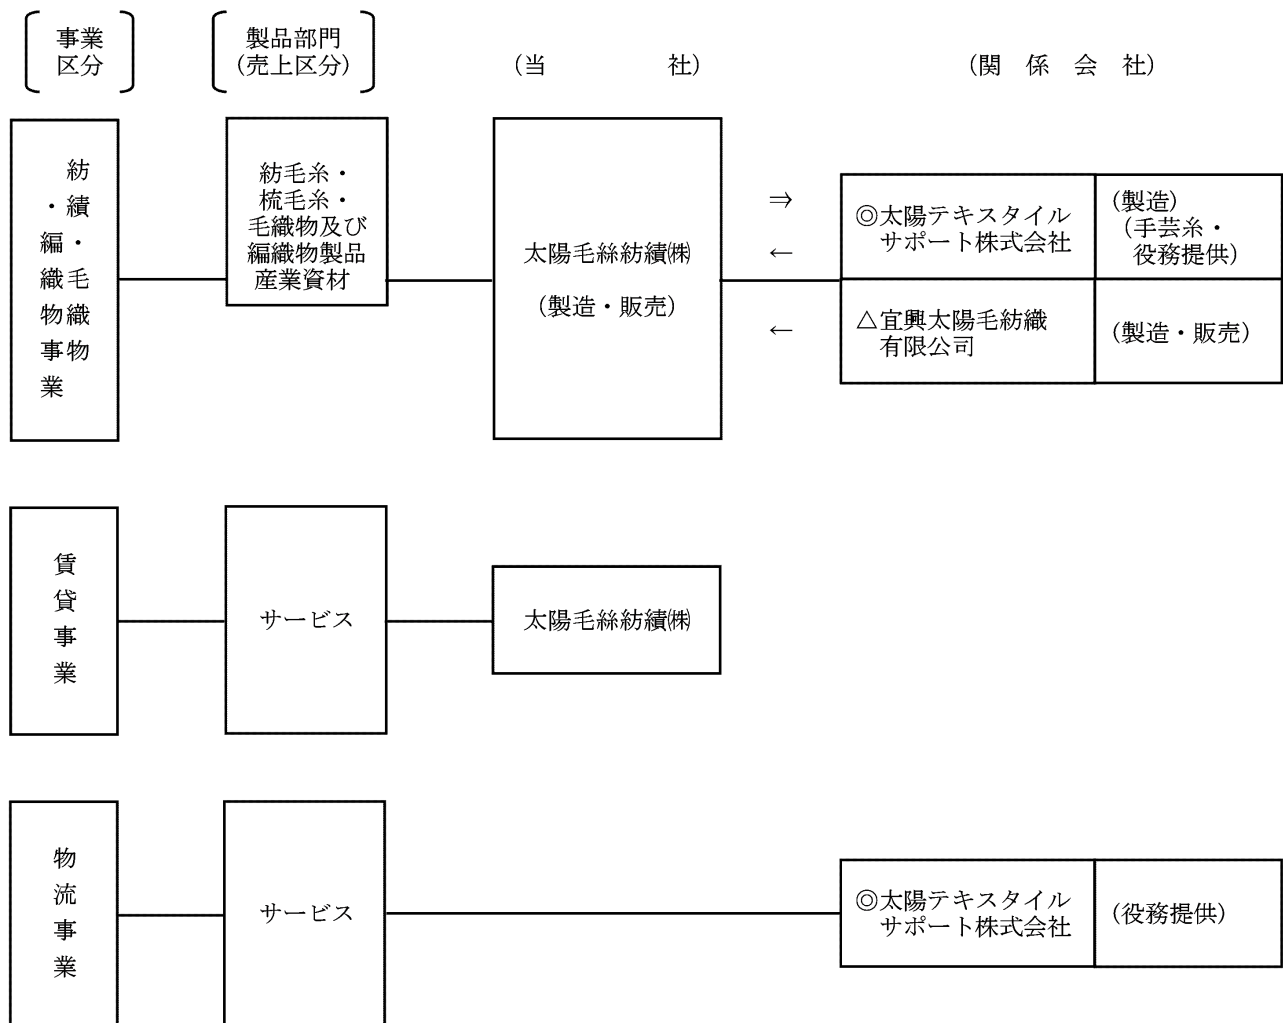 事業
区分
製品部門
(売上区分)
(当　　　　　社)
(関　係　会　社)
紡績・毛織物
・編織物事業
紡毛糸・
梳毛糸・
毛織物及び
編織物製品
産業資材
太陽毛絲紡績㈱
(製造・販売)
⇒
←
←
◎太陽テキスタイル
サポート株式会社
(製造)
(手芸糸・
役務提供)
△宜興太陽毛紡織
有限公司
(製造・販売)
賃貸事業
サービス
太陽毛絲紡績㈱
物流事業
サービス
◎太陽テキスタイル
サポート株式会社
(役務提供)